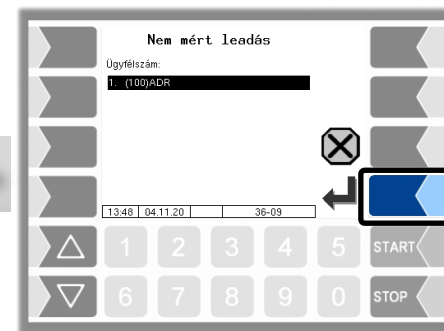 Nem mért leadás
Ügyfélszám:
1. (100)ADR
13:48 04.11.20 36-09
1 2 3 4 5 START
6 7 8 9 0 STOP